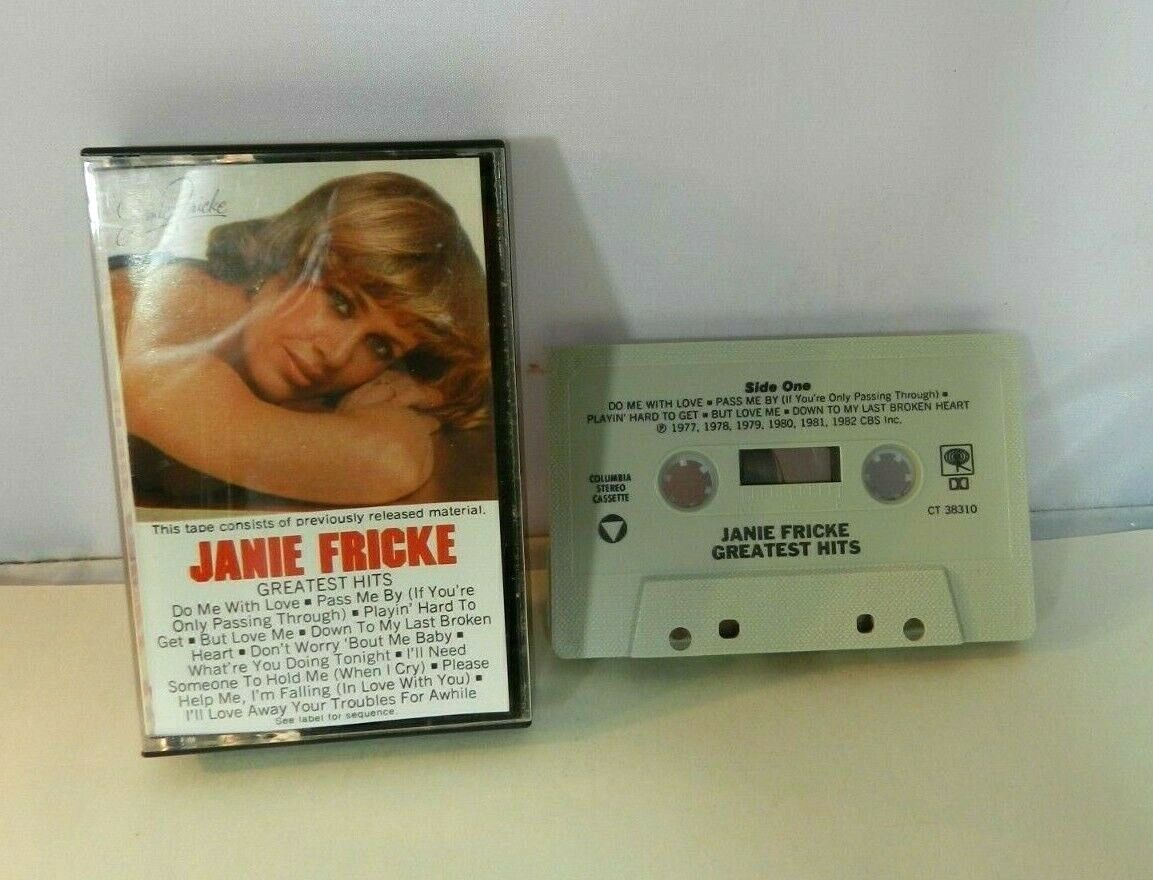 Janie Fricke
This tape consists of previously released material.
JANIE FRICKE
GREATEST HITS
Do Me With Love ▪ Pass Me By (If You're
Only Passing Through) ▪ Playin' Hard To
Get ▪ But Love Me ▪ Down To My Last Broken
Heart ▪ Don't Worry 'Bout Me Baby ▪
What're You Doing Tonight ▪ I'll Need
Someone To Hold Me (When I Cry) ▪ Please
Help Me, I'm Falling (In Love With You) ▪
I'll Love Away Your Troubles For Awhile
See label for sequence.
Side One
DO ME WITH LOVE ▪ PASS ME BY (If You're Only Passing Through) ▪
PLAYIN' HARD TO GET ▪ BUT LOVE ME ▪ DOWN TO MY LAST BROKEN HEART
℗ 1977, 1978, 1979, 1980, 1981, 1982 CBS Inc.
COLUMBIA
STEREO
CASSETTE
CT 38310
JANIE FRICKE
GREATEST HITS